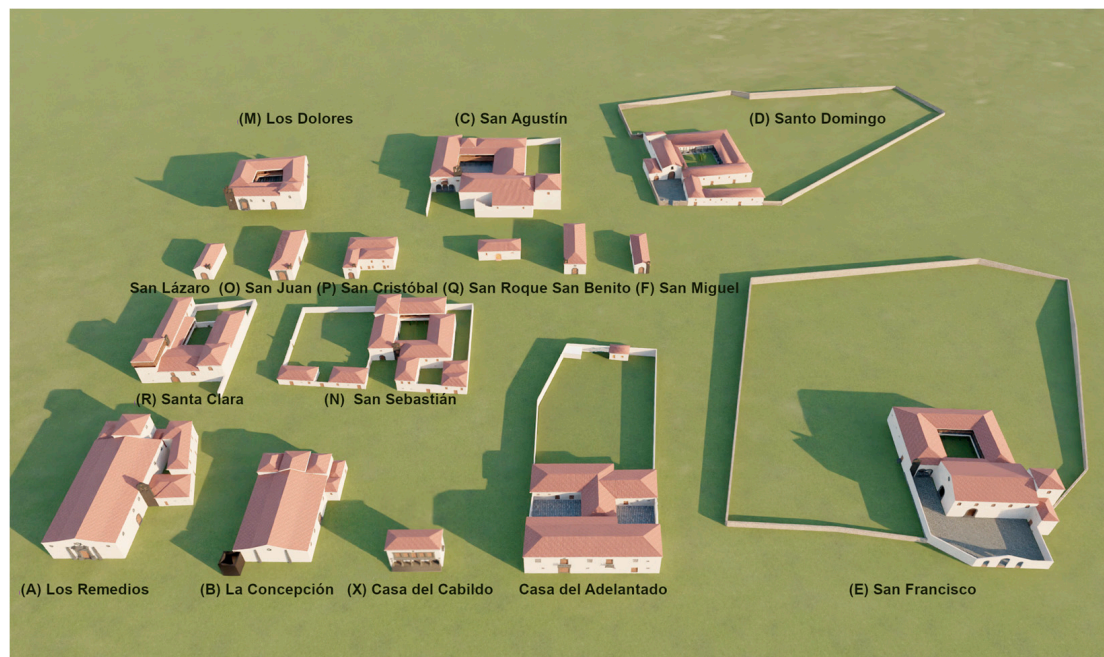 (M) Los Dolores
(C) San Agustín
(D) Santo Domingo
San Lázaro (O) San Juan (P) San Cristóbal (Q) San Roque San Benito (F) San Miguel
(R) Santa Clara
(N) San Sebastián
(A) Los Remedios
(B) La Concepción
(X) Casa del Cabildo
Casa del Adelantado
(E) San Francisco